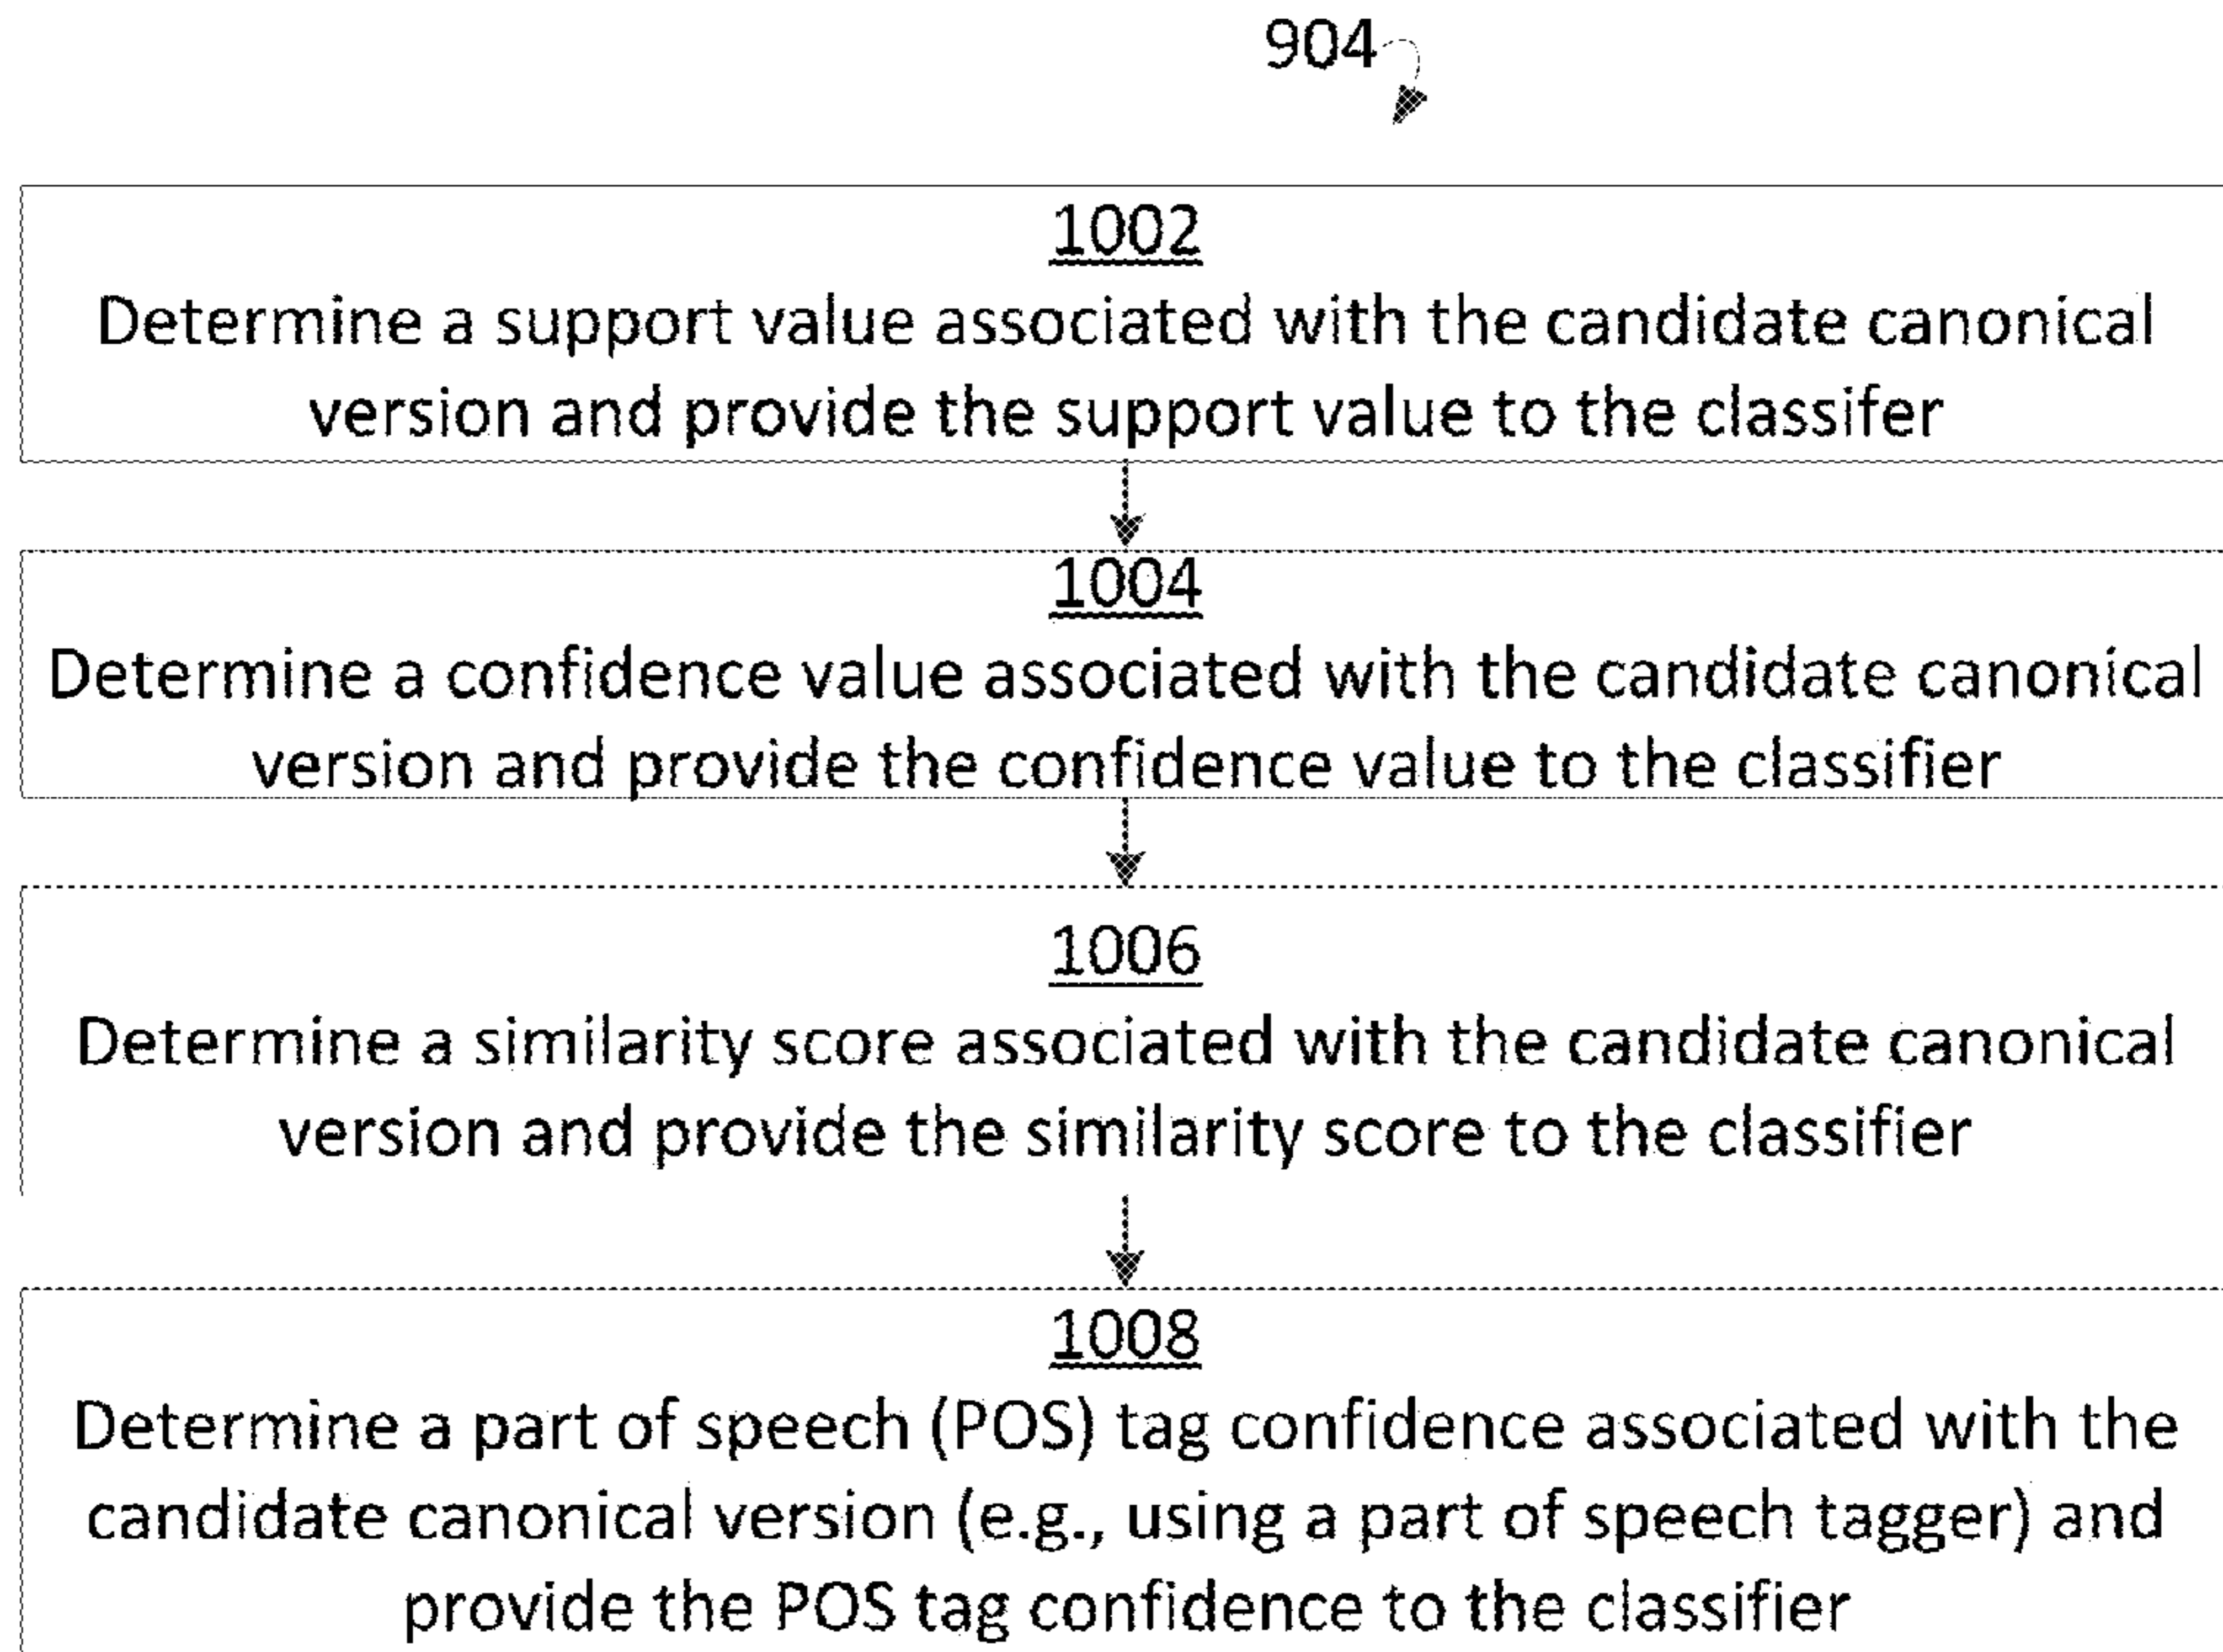 904
1002
Determine a support value associated with the candidate canonical
version and provide the support value to the classifer
1004
Determine a confidence value associated with the candidate canonical
version and provide the confidence value to the classifier
1006
Determine a similarity score associated with the candidate canonical
version and provide the similarity score to the classifier
1008
Determine a part of speech (POS) tag confidence associated with the
candidate canonical version (e.g., using a part of speech tagger) and
provide the POS tag confidence to the classifier